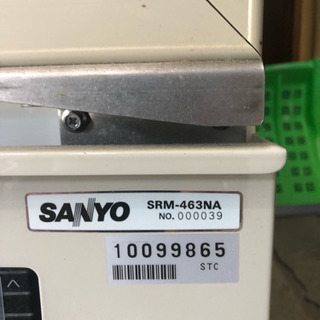 SANYO
SRM-463NA
NO. 000039
10099865
STC